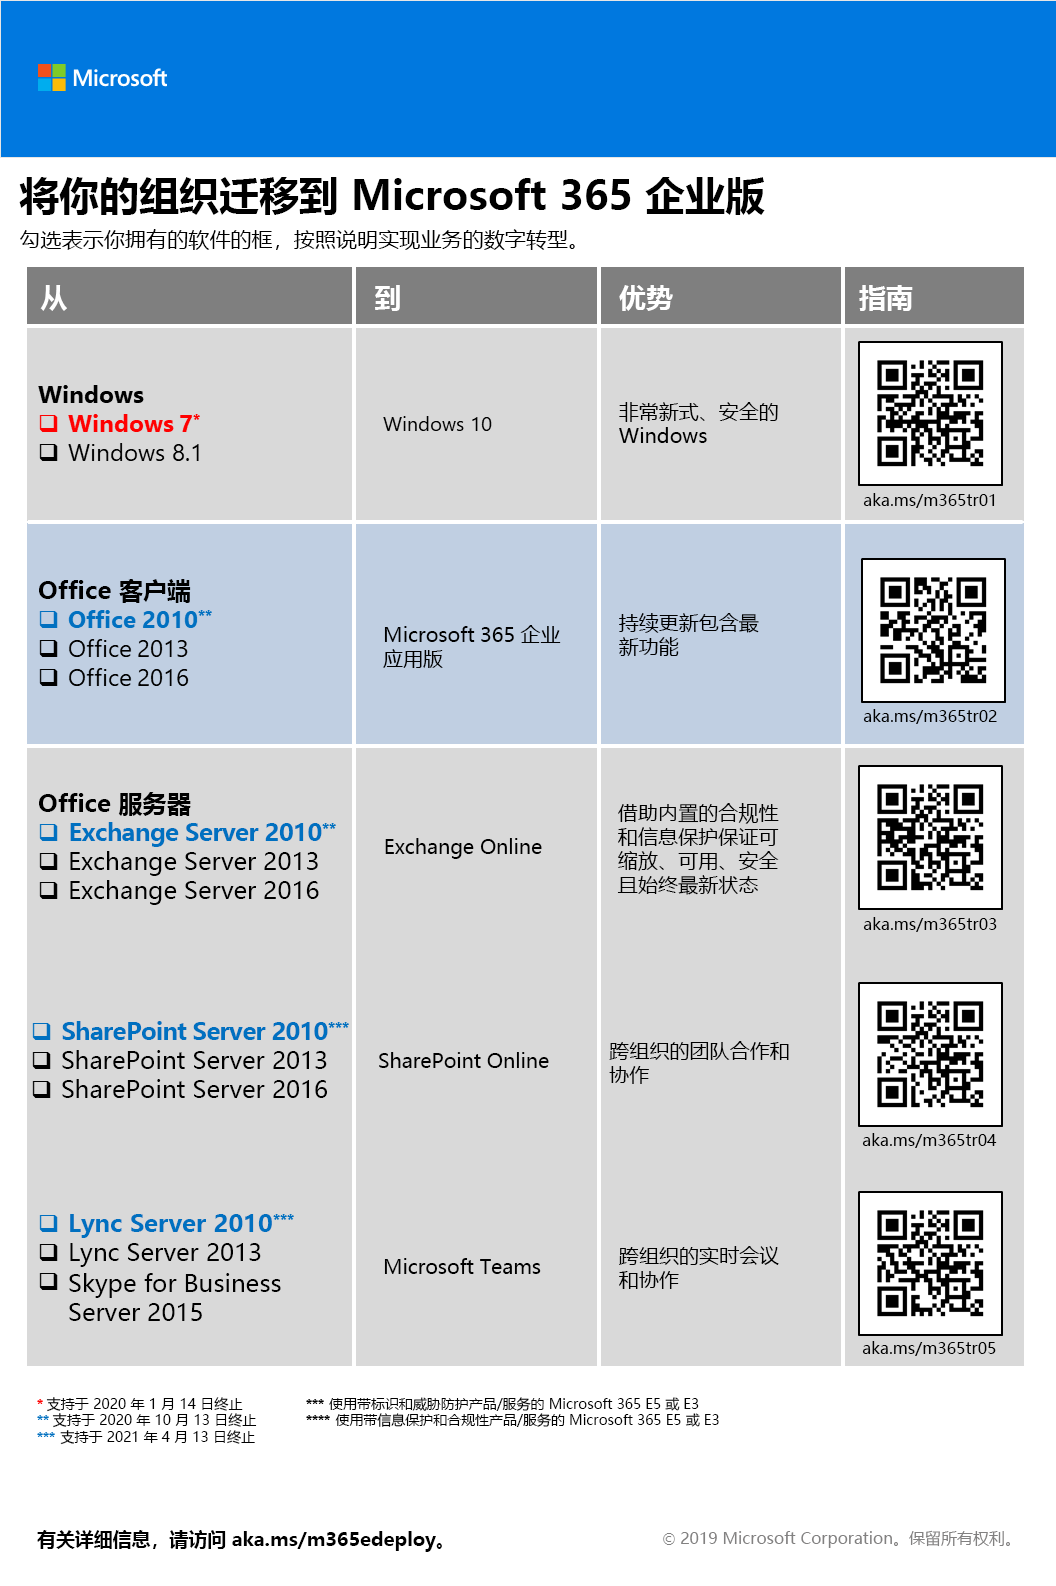 Microsoft
将你的组织迁移到 Microsoft 365 企业版
勾选表示你拥有的软件的框，按照说明实现业务的数字转型。
从
到
优势
指南
Windows
Windows 7*
Windows 8.1
Windows 10
非常新式、安全的
Windows
aka.ms/m365tr01
Office 客户端
Office 2010**
Office 2013
Office 2016
Microsoft 365 企业
应用版
持续更新包含最
新功能
aka.ms/m365tr02
Office 服务器
Exchange Server 2010**
Exchange Server 2013
Exchange Server 2016
Exchange Online
借助内置的合规性
和信息保护保证可
缩放、可用、安全
且始终最新状态
aka.ms/m365tr03
SharePoint Server 2010***
SharePoint Server 2013
SharePoint Server 2016
SharePoint Online
跨组织的团队合作和
协作
aka.ms/m365tr04
Lync Server 2010***
Lync Server 2013
Skype for Business
Server 2015
Microsoft Teams
跨组织的实时会议
和协作
aka.ms/m365tr05
* 支持于 2020 年 1 月 14 日终止
** 支持于 2020 年 10 月 13 日终止
*** 支持于 2021 年 4 月 13 日终止
*** 使用带标识和威胁防护产品/服务的 Microsoft 365 E5 或 E3
**** 使用带信息保护和合规性产品/服务的 Microsoft 365 E5 或 E3
有关详细信息，请访问 aka.ms/m365edeploy。
© 2019 Microsoft Corporation。保留所有权利。